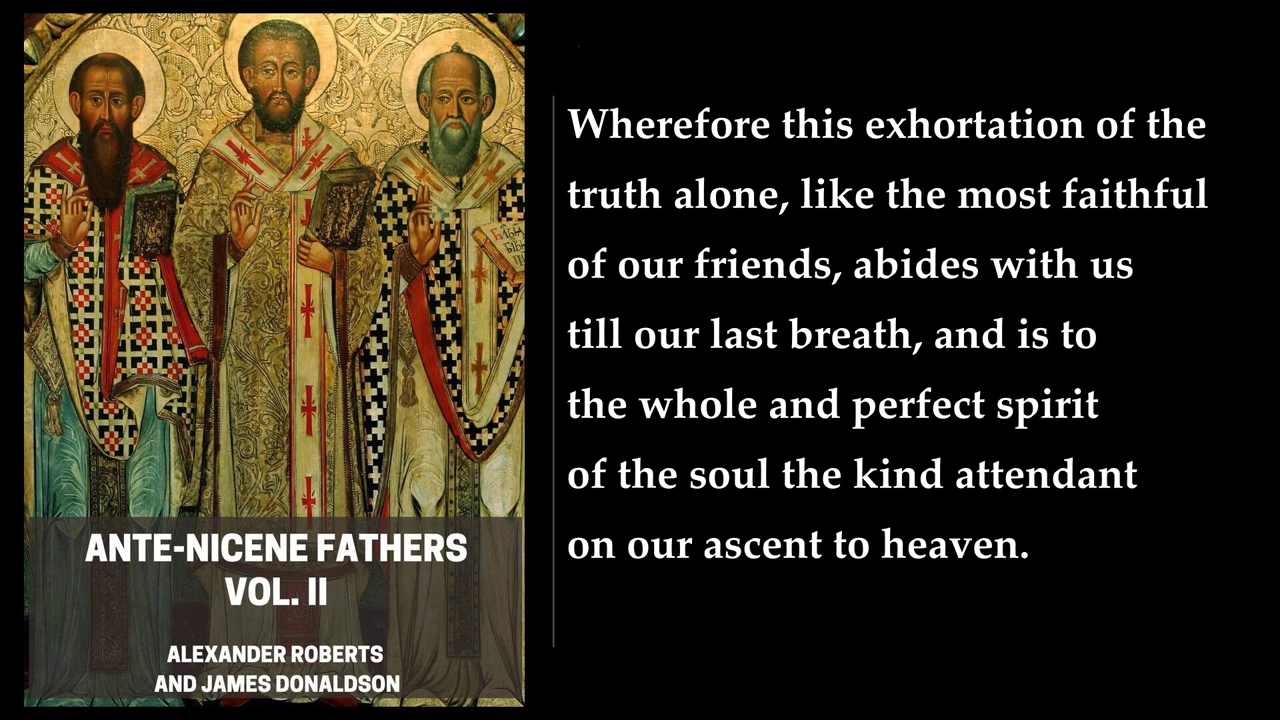 ANTE-NICENE FATHERS
VOL. II
ALEXANDER ROBERTS
AND JAMES DONALDSON
Wherefore this exhortation of the
truth alone, like the most faithful
of our friends, abides with us
till our last breath, and is to
the whole and perfect spirit
of the soul the kind attendant
on our ascent to heaven.